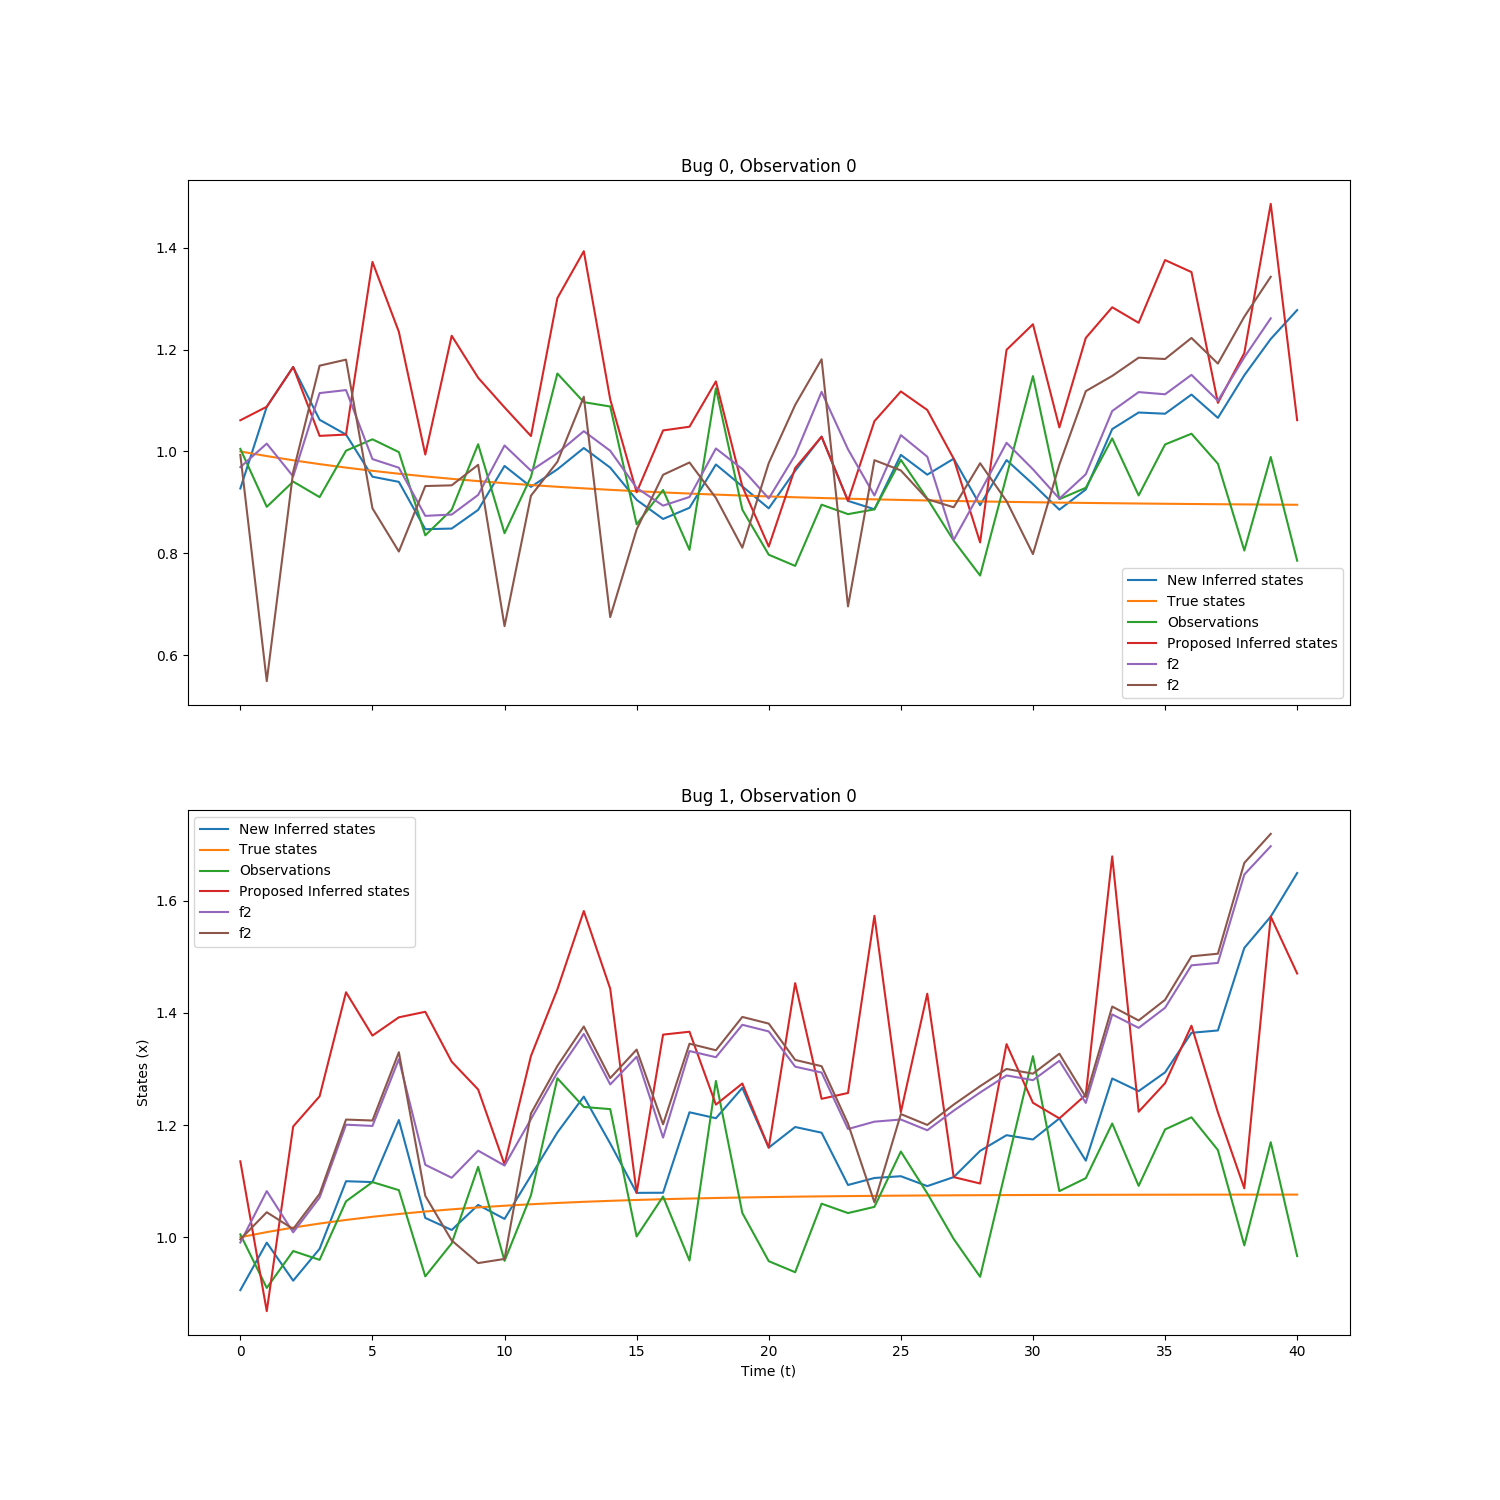 Bug 0, Observation 0
1.4
1.2
1.0
0.8
0.6
New Inferred states
True states
Observations
Proposed Inferred states
f2
f2
Bug 1, Observation 0
New Inferred states
True states
Observations
Proposed Inferred states
f2
f2
1.6
1.4
1.2
1.0
States (x)
0 5 10 15 20 25 30 35 40
Time (t)